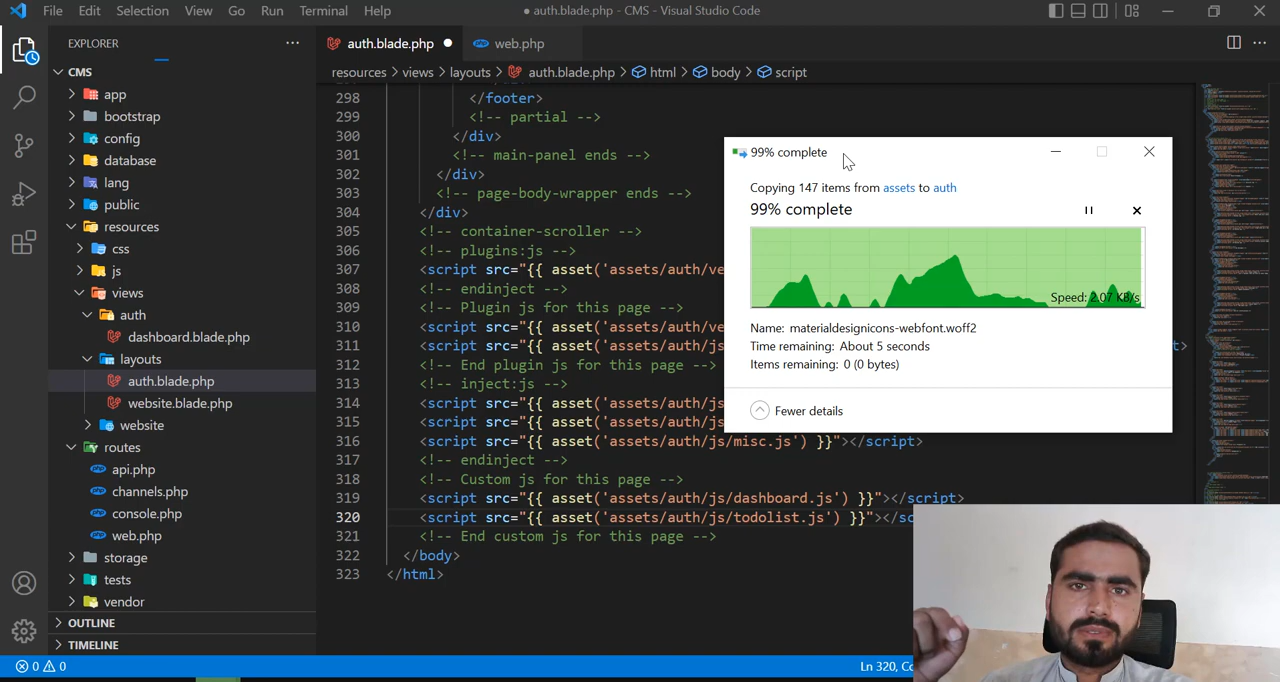 File Edit Selection View Go Run Terminal Help
● auth.blade.php - CMS - Visual Studio Code
EXPLORER
CMS
app
bootstrap
config
database
lang
public
resources
css
js
views
auth
dashboard.blade.php
layouts
auth.blade.php
website.blade.php
website
routes
api.php
channels.php
console.php
web.php
storage
tests
vendor
OUTLINE
TIMELINE
auth.blade.php ● web.php
resources > views > layouts > auth.blade.php > html > body > script
298 </footer>
299 <!-- partial -->
300 </div>
301 <!-- main-panel ends -->
302 </div>
303 <!-- page-body-wrapper ends -->
304 </div>
305 <!-- container-scroller -->
306 <!-- plugins:js -->
307 <script src="{{ asset('assets/auth/ve
308 <!-- endinject -->
309 <!-- Plugin js for this page -->
310 <script src="{{ asset('assets/auth/ve
311 <script src="{{ asset('assets/auth/js t>
312 <!-- End plugin js for this page -->
313 <!-- inject:js -->
314 <script src="{{ asset('assets/auth/js
315 <script src="{{ asset('assets/auth/js
316 <script src="{{ asset('assets/auth/js/misc.js') }}"></script>
317 <!-- endinject -->
318 <!-- Custom js for this page -->
319 <script src="{{ asset('assets/auth/js/dashboard.js') }}"></script>
320 <script src="{{ asset('assets/auth/js/todolist.js') }}"></sc
321 <!-- End custom js for this page -->
322 </body>
323 </html>
99% complete
Copying 147 items from assets to auth
99% complete
Speed: 2.07 KB/s
Name: materialdesignicons-webfont.woff2
Time remaining: About 5 seconds
Items remaining: 0 (0 bytes)
Fewer details
0 0
Ln 320, Co